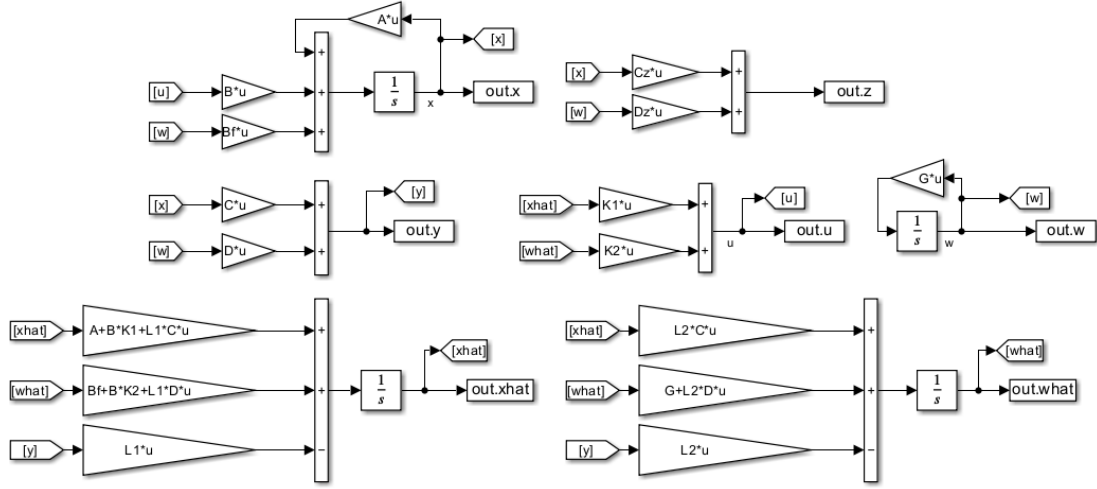 A*u
[x]
+
[u]
B*u
+
1
s
x
out.x
[w]
Bf*u
+
[x]
Cz*u
+
out.z
[w]
Dz*u
+
[x]
C*u
+
[y]
out.y
[w]
D*u
+
[xhat]
K1*u
+
[u]
u
out.u
[what]
K2*u
+
G*u
[w]
1
s
w
out.w
[xhat]
A+B*K1+L1*C*u
+
[xhat]
[what]
Bf+B*K2+L1*D*u
+
1
s
out.xhat
[y]
L1*u
−
[xhat]
L2*C*u
+
[what]
[what]
G+L2*D*u
+
1
s
out.what
[y]
L2*u
−